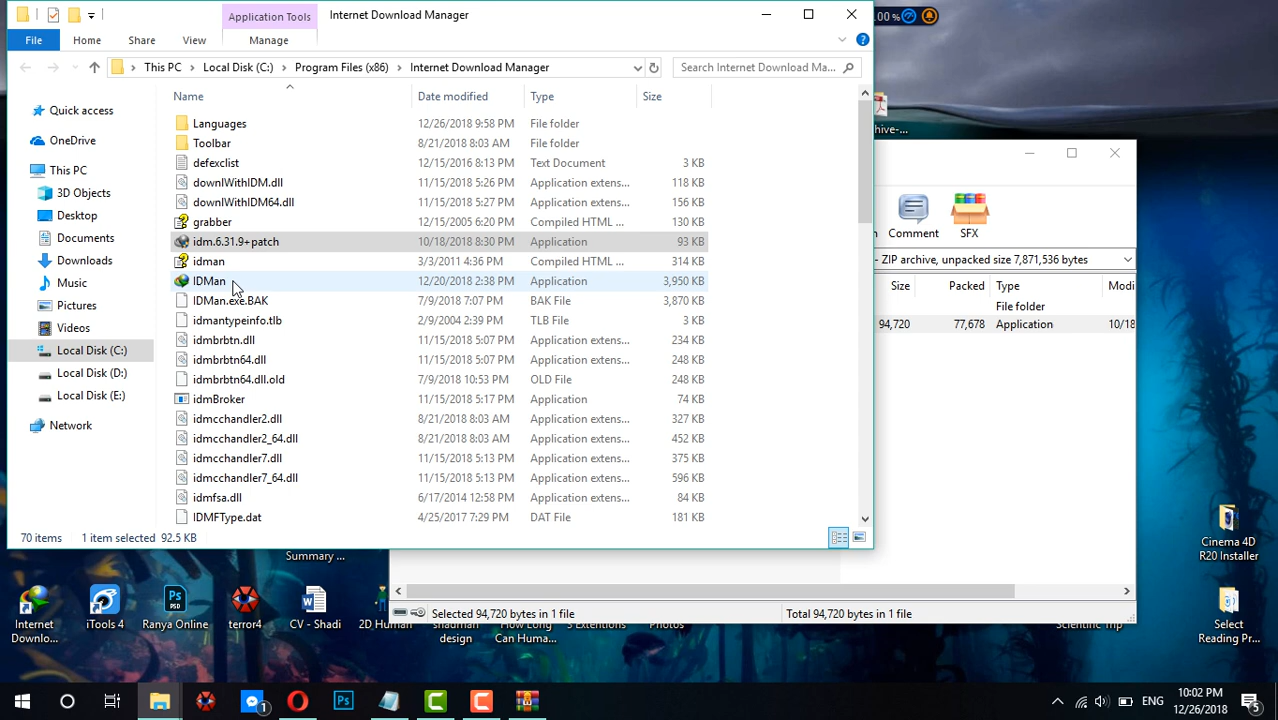 Application Tools
Internet Download Manager
File
Home
Share
View
Manage
This PC
Local Disk (C:)
Program Files (x86)
Internet Download Manager
Search Internet Download Ma...
Name
Date modified
Type
Size
Quick access
OneDrive
This PC
3D Objects
Desktop
Documents
Downloads
Music
Pictures
Videos
Local Disk (C:)
Local Disk (D:)
Local Disk (E:)
Network
Languages 12/26/2018 9:58 PM File folder
Toolbar 8/21/2018 8:03 AM File folder
defexclist 12/15/2016 8:13 PM Text Document 3 KB
downlWithIDM.dll 11/15/2018 5:26 PM Application extens... 118 KB
downlWithIDM64.dll 11/15/2018 5:27 PM Application extens... 156 KB
grabber 12/15/2005 6:20 PM Compiled HTML ... 130 KB
idm.6.31.9+patch 10/18/2018 8:30 PM Application 93 KB
idman 3/3/2011 4:36 PM Compiled HTML ... 314 KB
IDMan 12/20/2018 2:38 PM Application 3,950 KB
IDMan.exe.BAK 7/9/2018 7:07 PM BAK File 3,870 KB
idmantypeinfo.tlb 2/9/2004 2:39 PM TLB File 3 KB
idmbrbtn.dll 11/15/2018 5:07 PM Application extens... 234 KB
idmbrbtn64.dll 11/15/2018 5:07 PM Application extens... 248 KB
idmbrbtn64.dll.old 7/9/2018 10:53 PM OLD File 248 KB
idmBroker 11/15/2018 5:17 PM Application 74 KB
idmcchandler2.dll 8/21/2018 8:03 AM Application extens... 327 KB
idmcchandler2_64.dll 8/21/2018 8:03 AM Application extens... 452 KB
idmcchandler7.dll 11/15/2018 5:13 PM Application extens... 375 KB
idmcchandler7_64.dll 11/15/2018 5:13 PM Application extens... 596 KB
idmfsa.dll 6/17/2014 12:58 PM Application extens... 84 KB
IDMFType.dat 4/25/2017 7:29 PM DAT File 181 KB
70 items 1 item selected 92.5 KB
00 %
hive-...
Comment
SFX
- ZIP archive, unpacked size 7,871,536 bytes
Size Packed Type Modi
File folder
94,720 77,678 Application 10/18
Selected 94,720 bytes in 1 file
Total 94,720 bytes in 1 file
Cinema 4D
R20 Installer
Summary ...
Internet
Downlo...
iTools 4
Ranya Online
terror4
CV - Shadi
2D_Human
shadman
design
How Long
Can Huma...
3 Extentions
Photos
Scientific Trip
Select
Reading Pr...
1
ENG
10:02 PM
12/26/2018
5